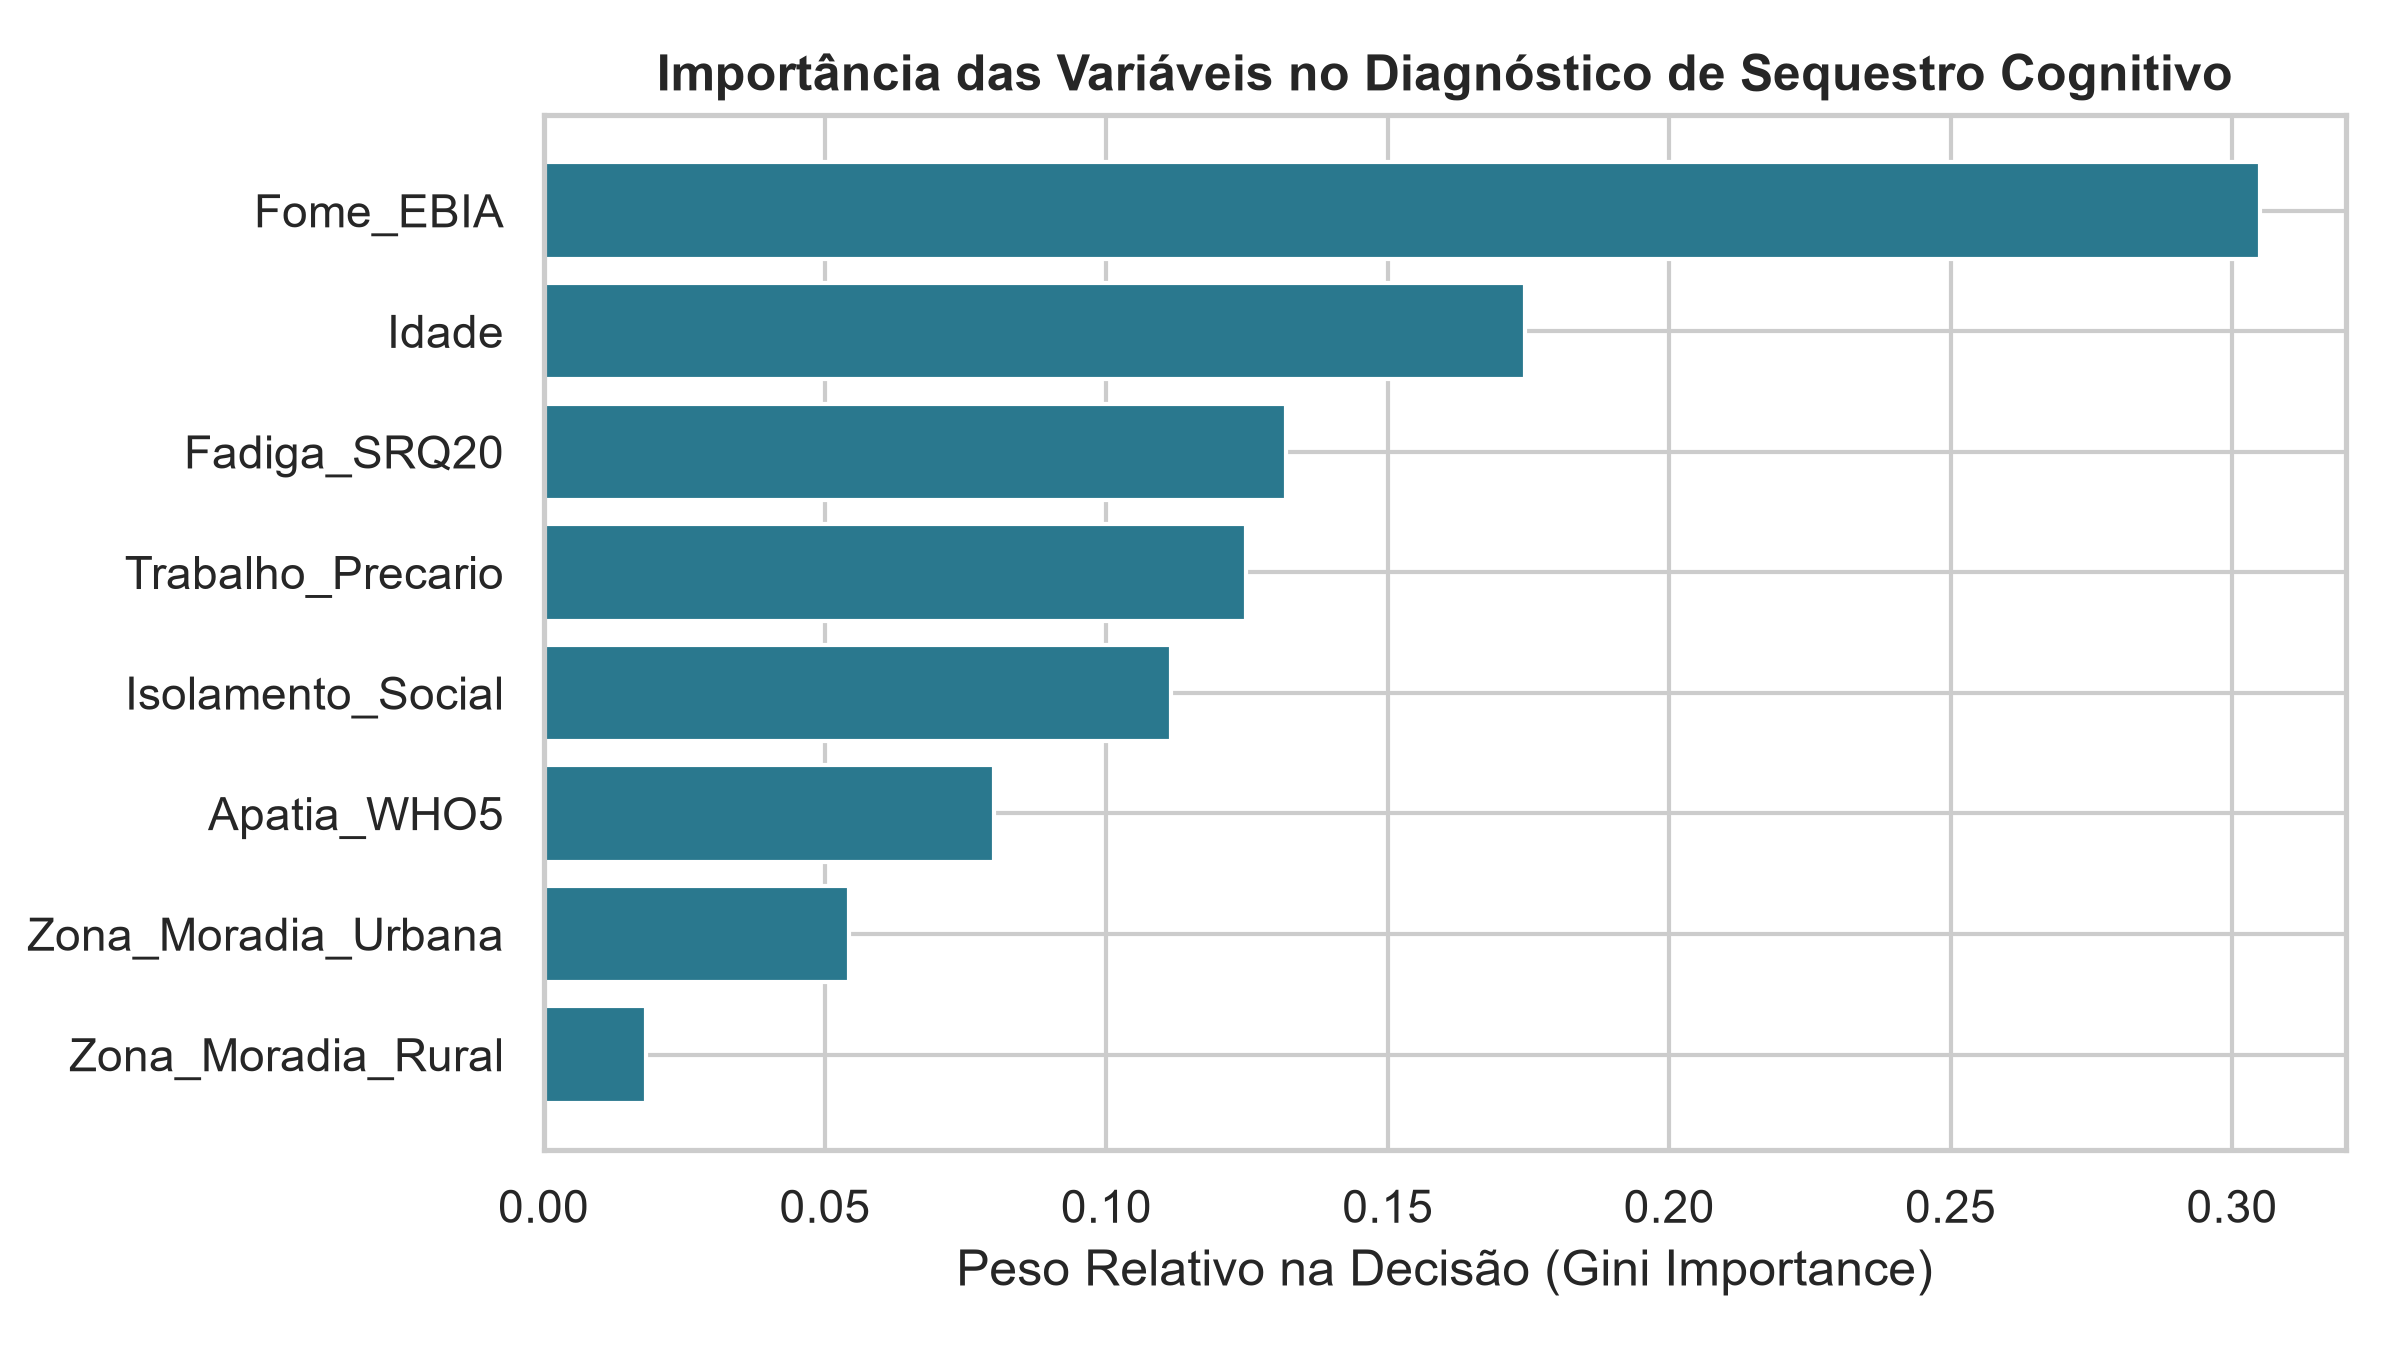 Importância das Variáveis no Diagnóstico de Sequestro Cognitivo
Fome_EBIA
Idade
Fadiga_SRQ20
Trabalho_Precario
Isolamento_Social
Apatia_WHO5
Zona_Moradia_Urbana
Zona_Moradia_Rural
0.00 0.05 0.10 0.15 0.20 0.25 0.30
Peso Relativo na Decisão (Gini Importance)